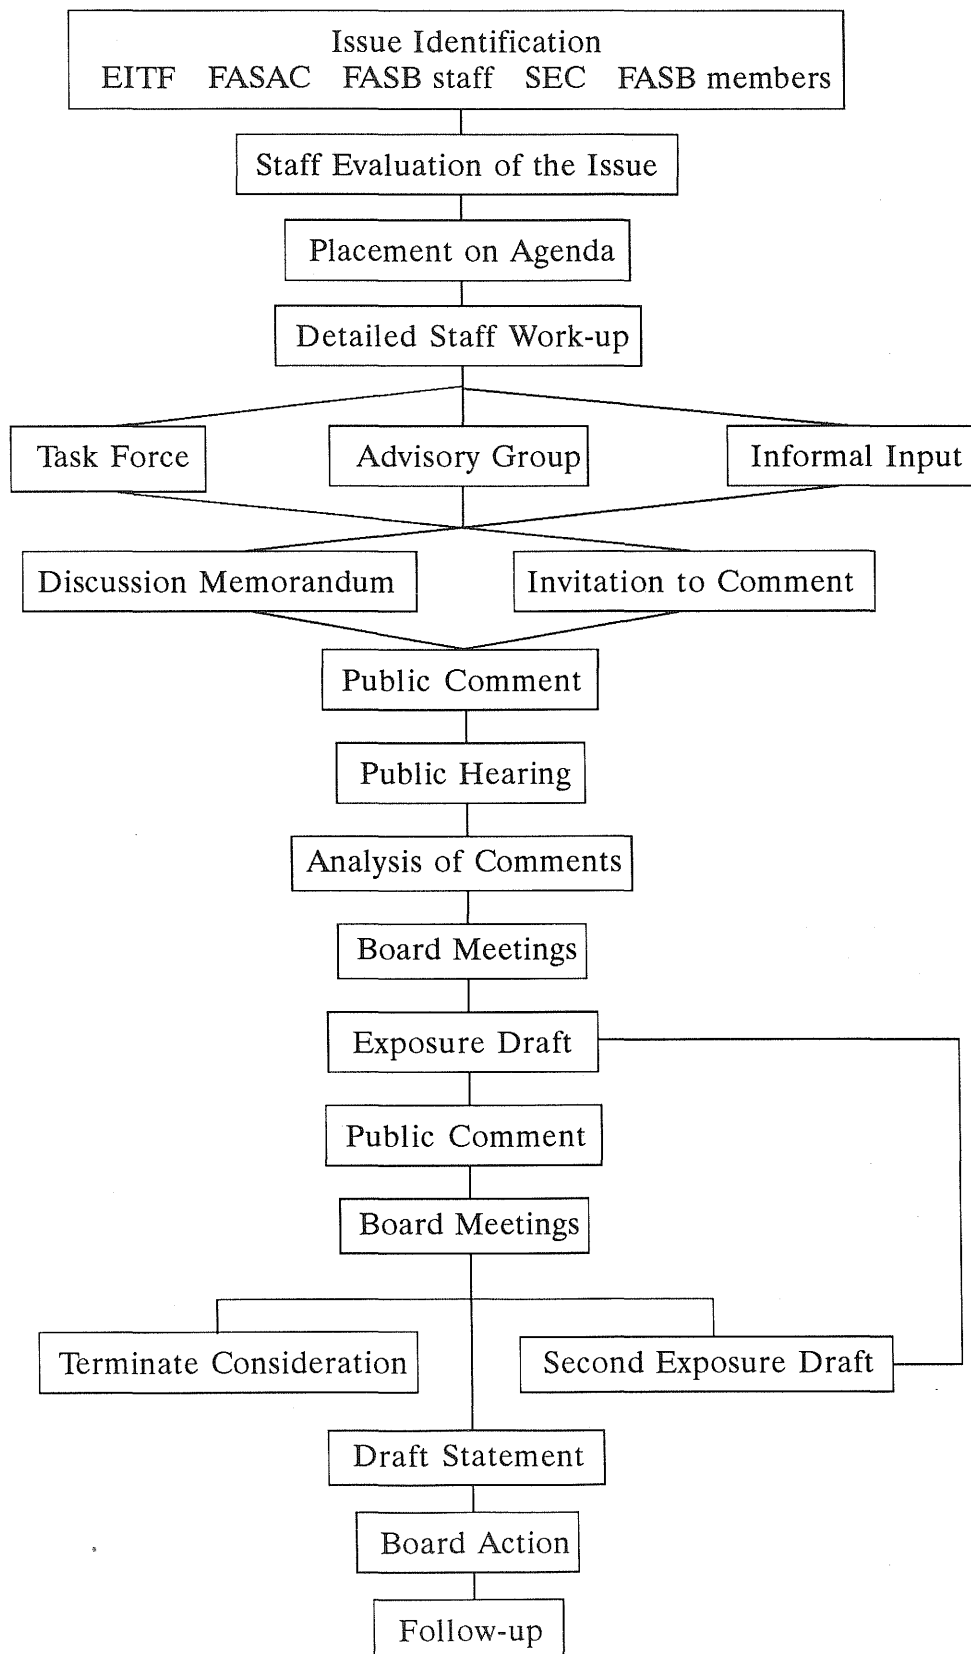 Issue Identification
EITF FASAC FASB staff SEC FASB members
Staff Evaluation of the Issue
Placement on Agenda
Detailed Staff Work-up
Task Force
Advisory Group
Informal Input
Discussion Memorandum
Invitation to Comment
Public Comment
Public Hearing
Analysis of Comments
Board Meetings
Exposure Draft
Public Comment
Board Meetings
Terminate Consideration
Second Exposure Draft
Draft Statement
Board Action
Follow-up